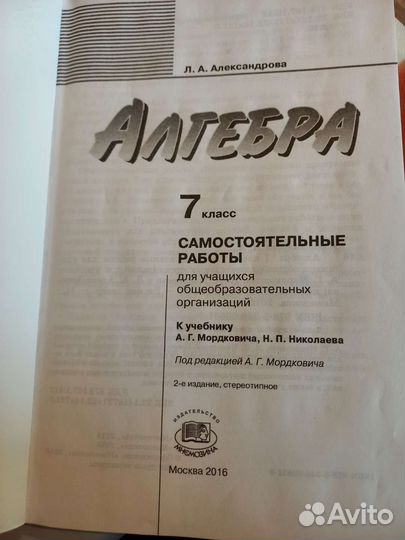 Л. А. Александрова
АЛГЕБРА
7 класс
САМОСТОЯТЕЛЬНЫЕ
РАБОТЫ
для учащихся
общеобразовательных
организаций
К учебнику
А. Г. Мордковича, Н. П. Николаева
Под редакцией А. Г. Мордковича
2-е издание, стереотипное
ИЗДАТЕЛЬСТВО
МНЕМОЗИНА
Москва 2016
Avito